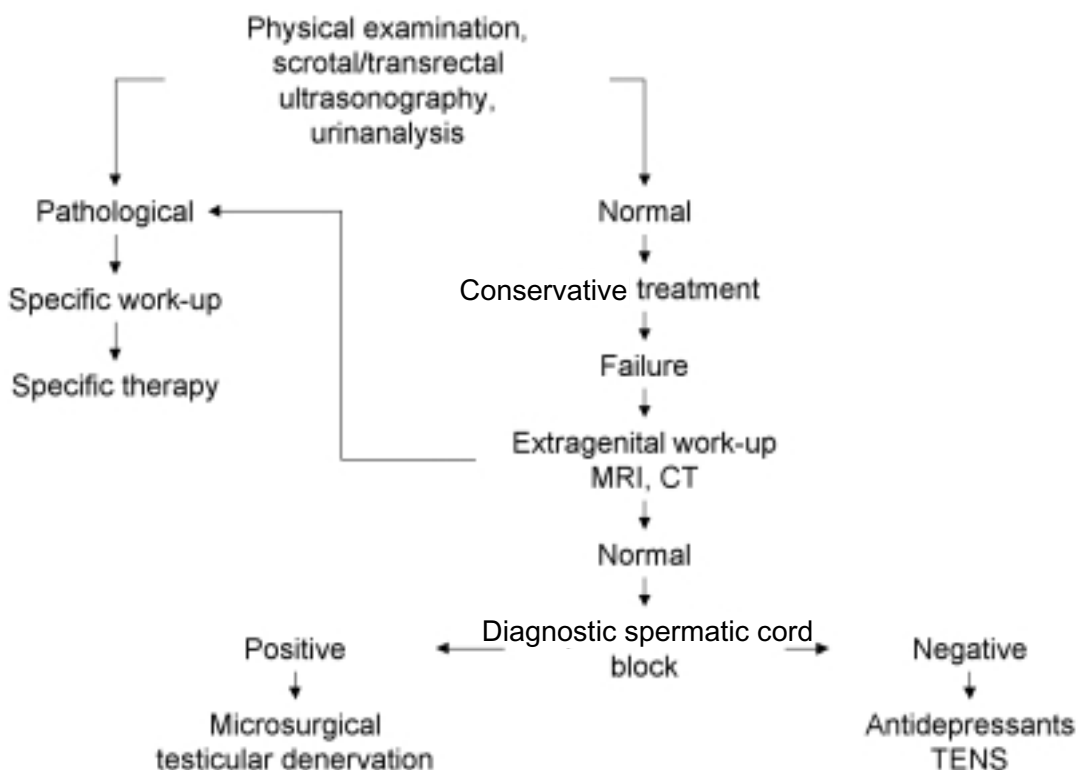 Physical examination,
scrotal/transrectal
ultrasonography,
urinanalysis
Pathological
Normal
Specific work-up
Conservative treatment
Specific therapy
Failure
Extragenital work-up
MRI, CT
Normal
Diagnostic spermatic cord
block
Positive
Negative
Microsurgical
testicular denervation
Antidepressants
TENS